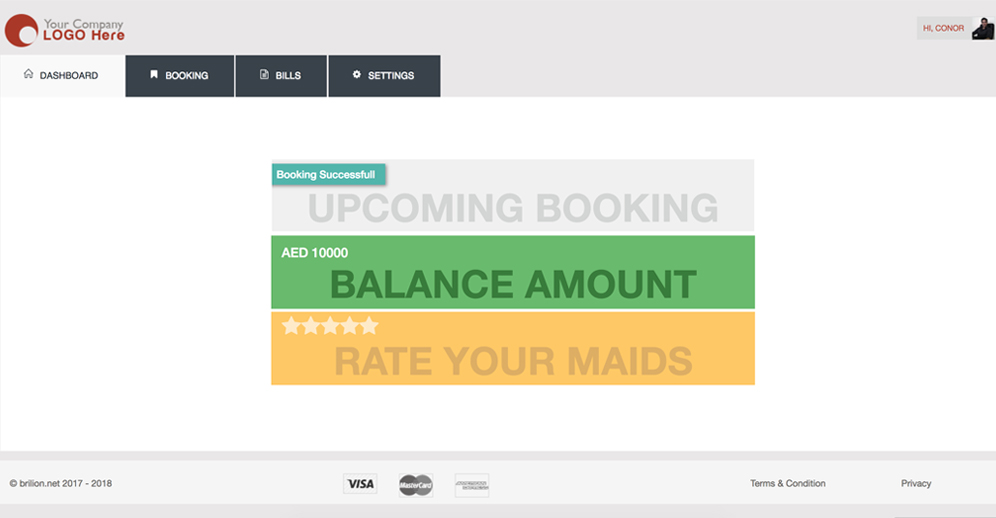 Your Company
LOGO Here
HI, CONOR
DASHBOARD
BOOKING
BILLS
SETTINGS
Booking Successfull
UPCOMING BOOKING
AED 10000
BALANCE AMOUNT
RATE YOUR MAIDS
© brilion.net 2017 - 2018
VISA
MasterCard
Terms & Condition
Privacy